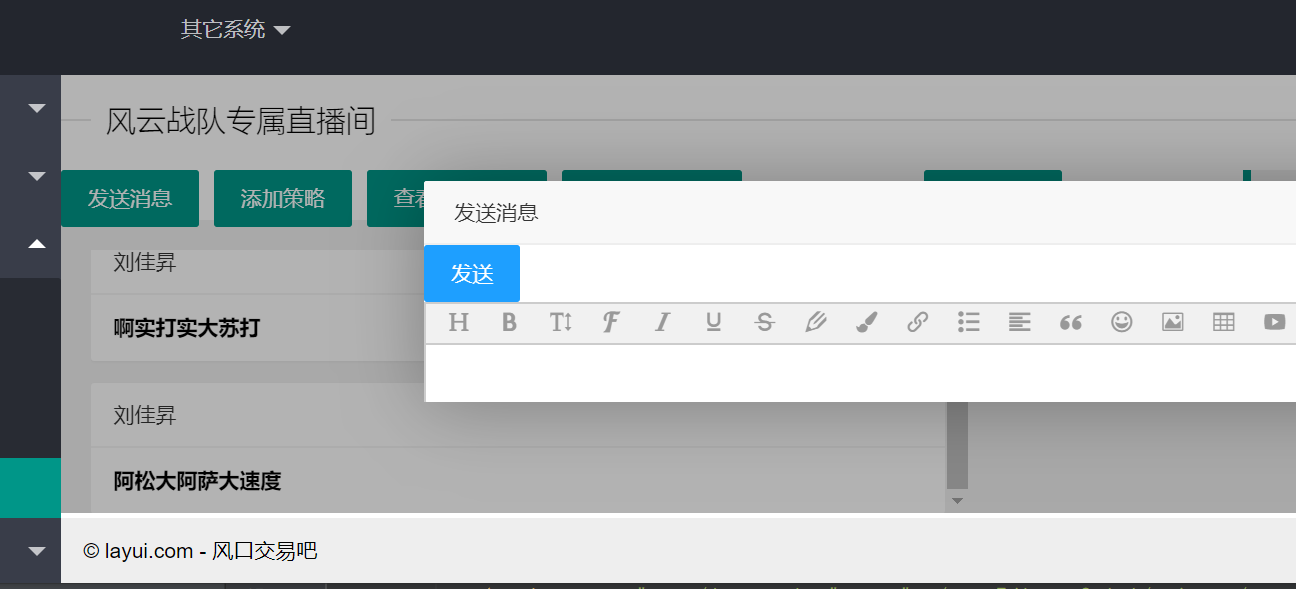 其它系统
风云战队专属直播间
发送消息
添加策略
查看
发送消息
发送
刘佳昇
啊实打实大苏打
刘佳昇
阿松大阿萨大速度
© layui.com - 风口交易吧